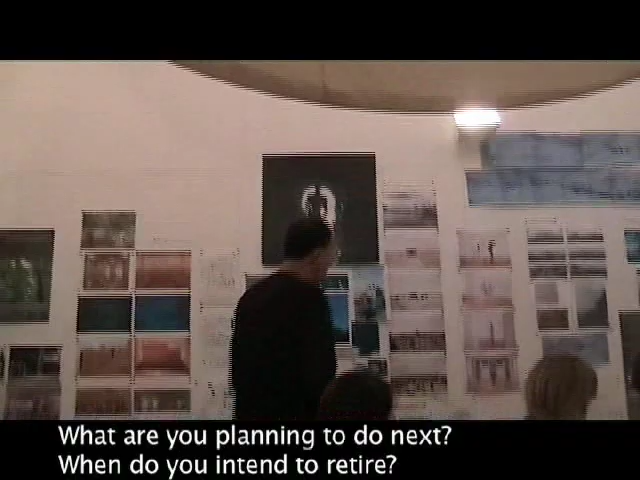 What are you planning to do next?
When do you intend to retire?